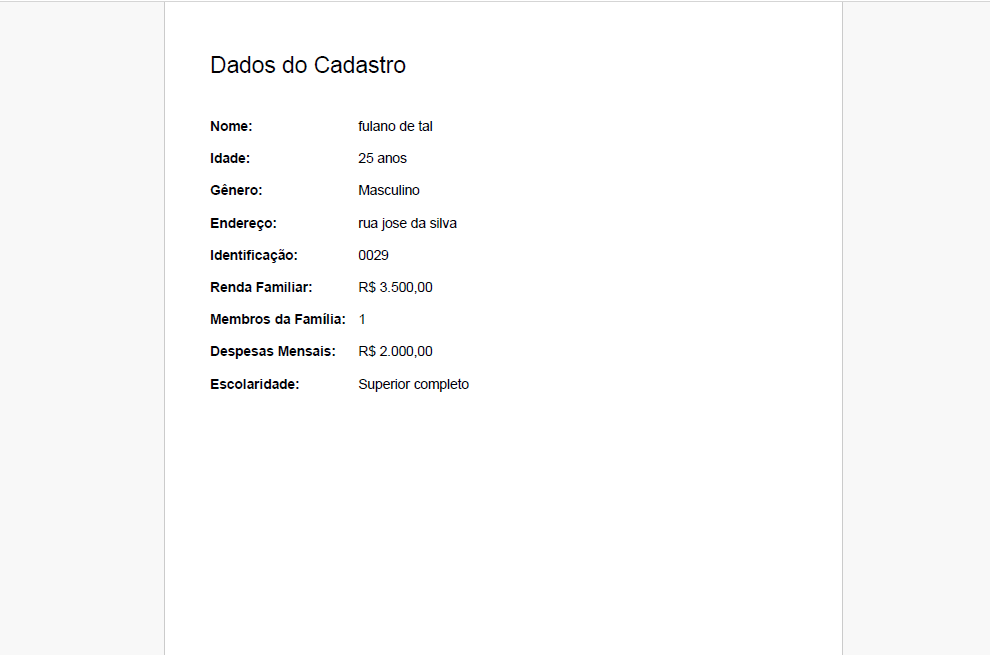 Dados do Cadastro
Nome: fulano de tal
Idade: 25 anos
Gênero: Masculino
Endereço: rua jose da silva
Identificação: 0029
Renda Familiar: R$ 3.500,00
Membros da Família: 1
Despesas Mensais: R$ 2.000,00
Escolaridade: Superior completo